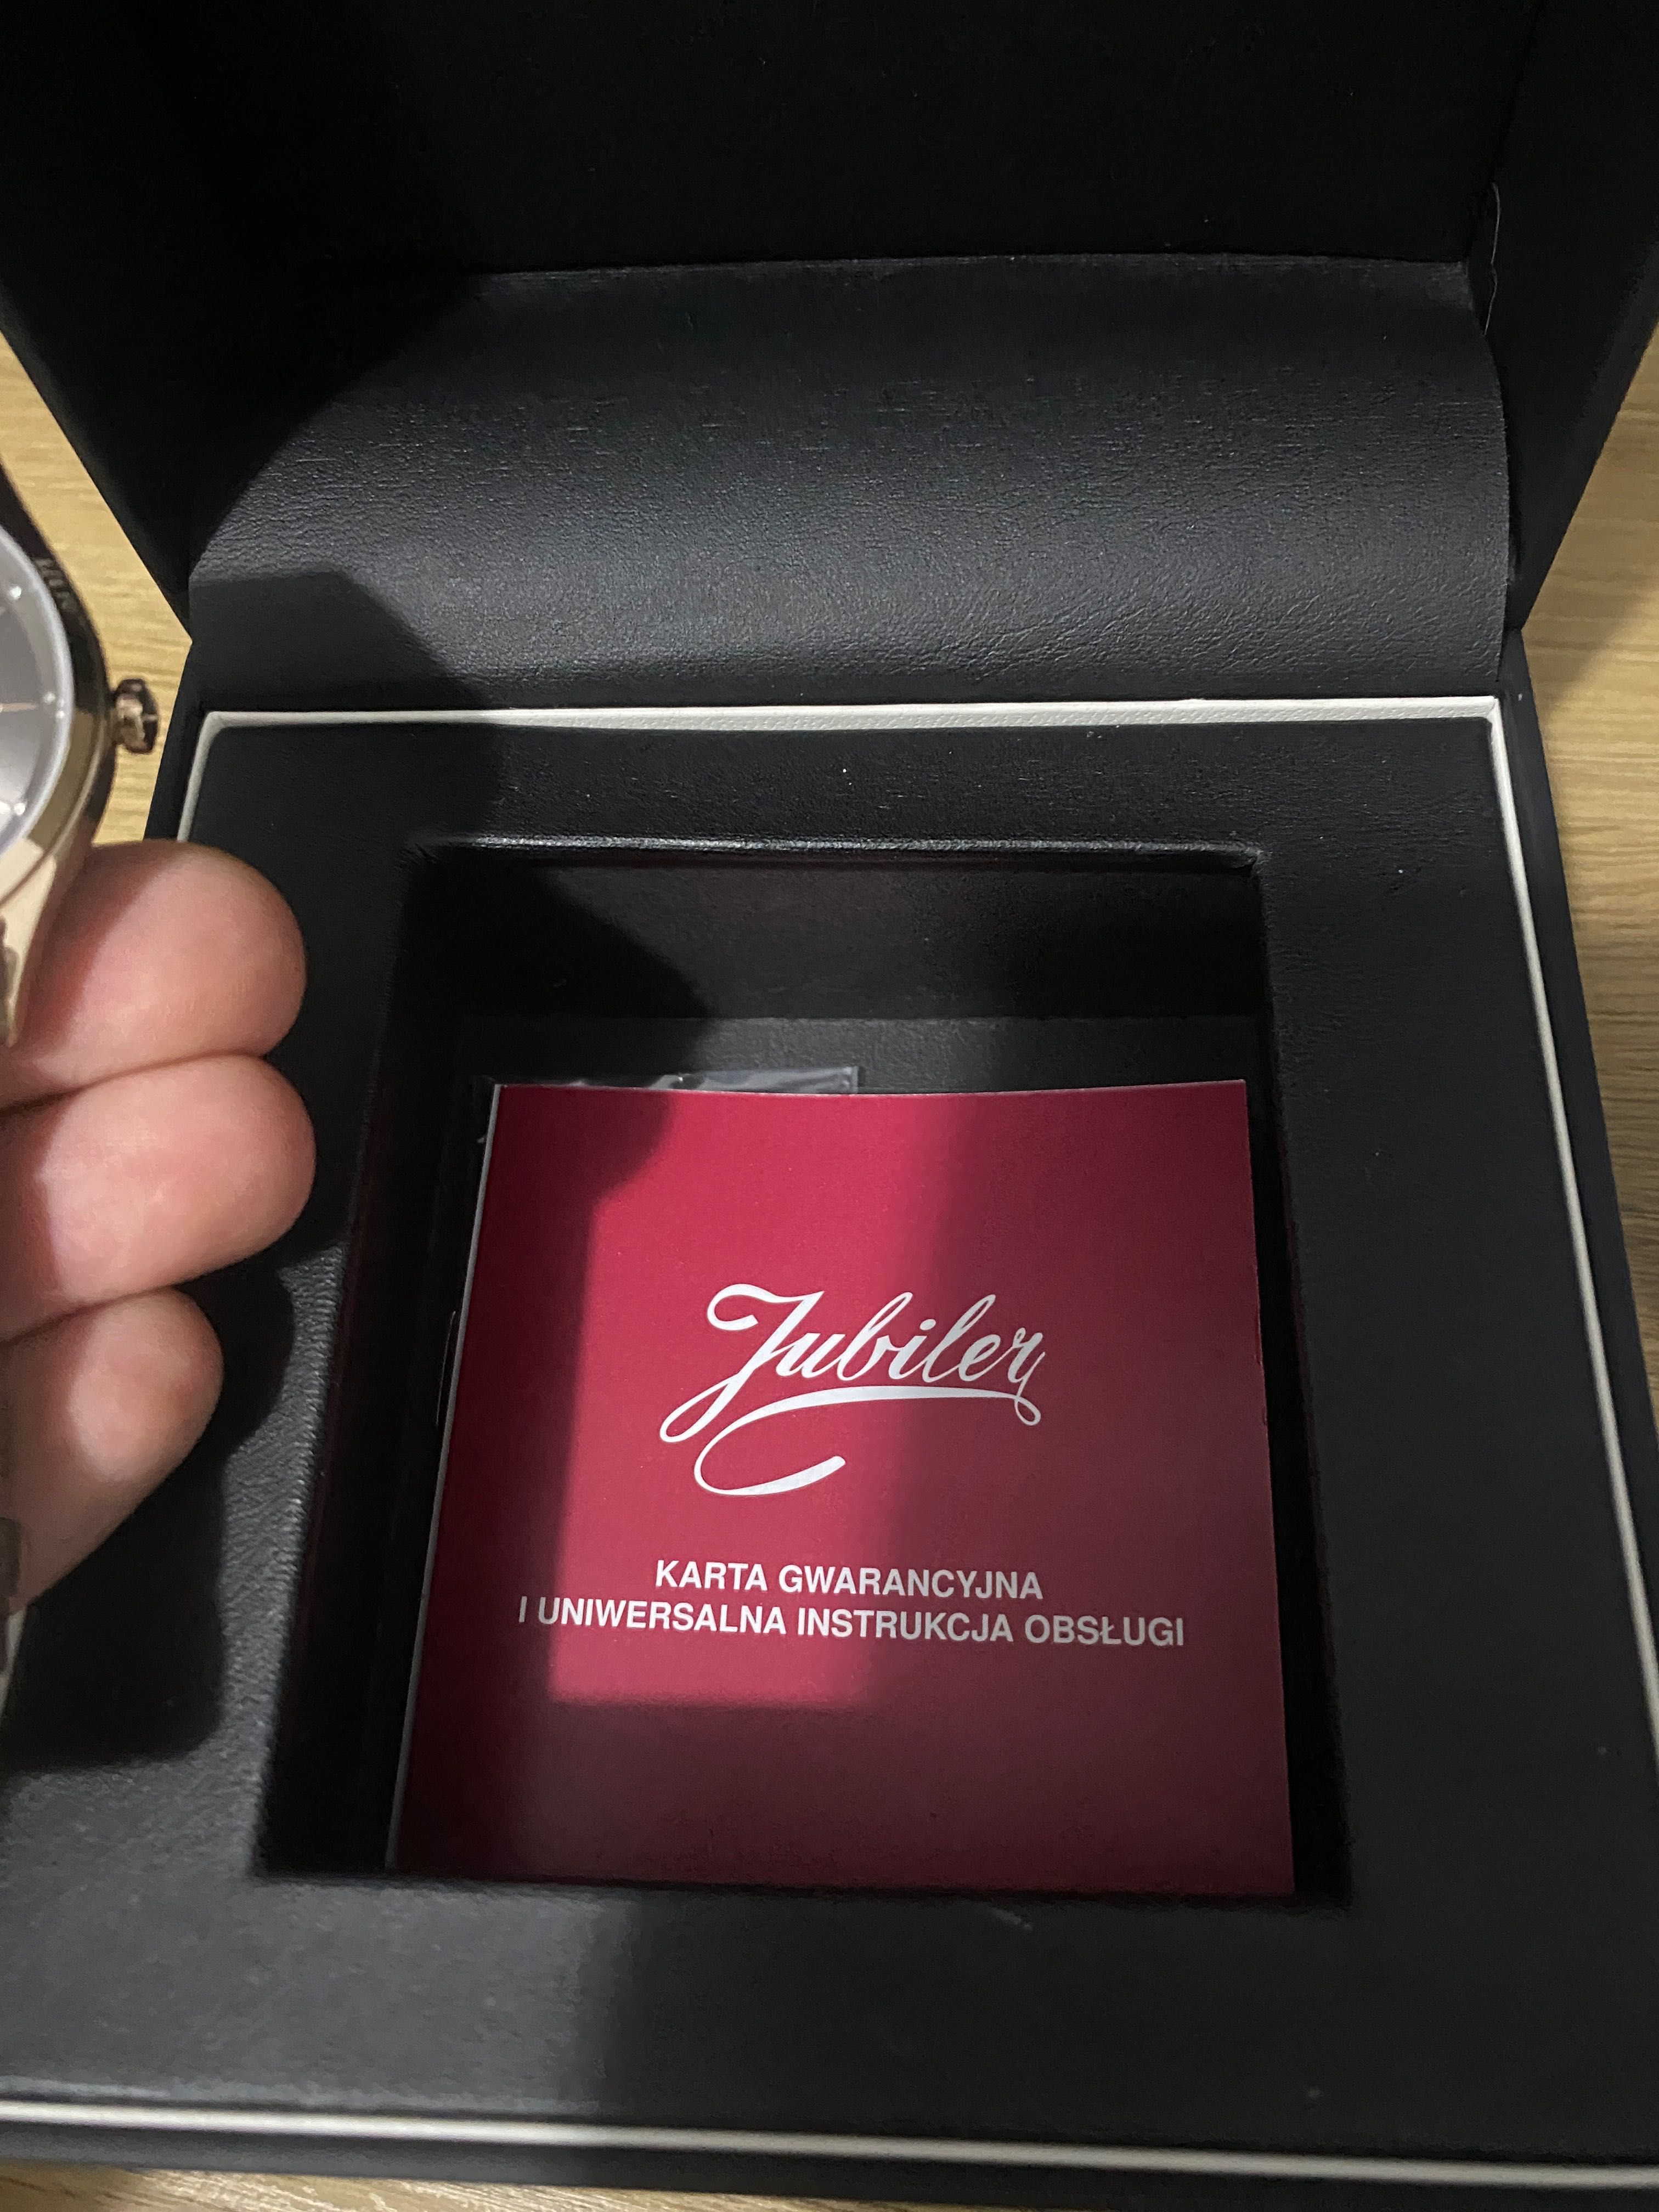 Jubiler
KARTA GWARANCYJNA
I UNIWERSALNA INSTRUKCJA OBSŁUGI